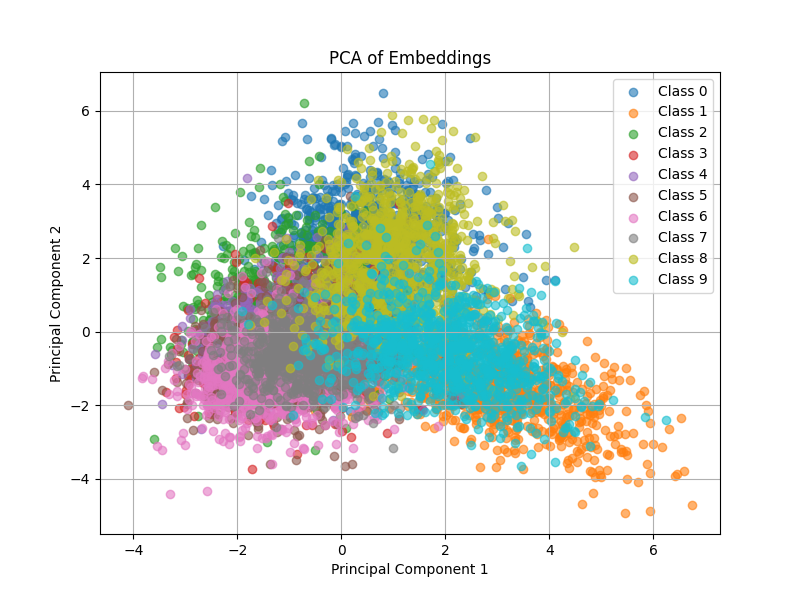 PCA of Embeddings
Class 0
Class 1
Class 2
Class 3
Class 4
Class 5
Class 6
Class 7
Class 8
Class 9
6
4
2
0
−2
−4
Principal Component 2
−4 −2 0 2 4 6
Principal Component 1